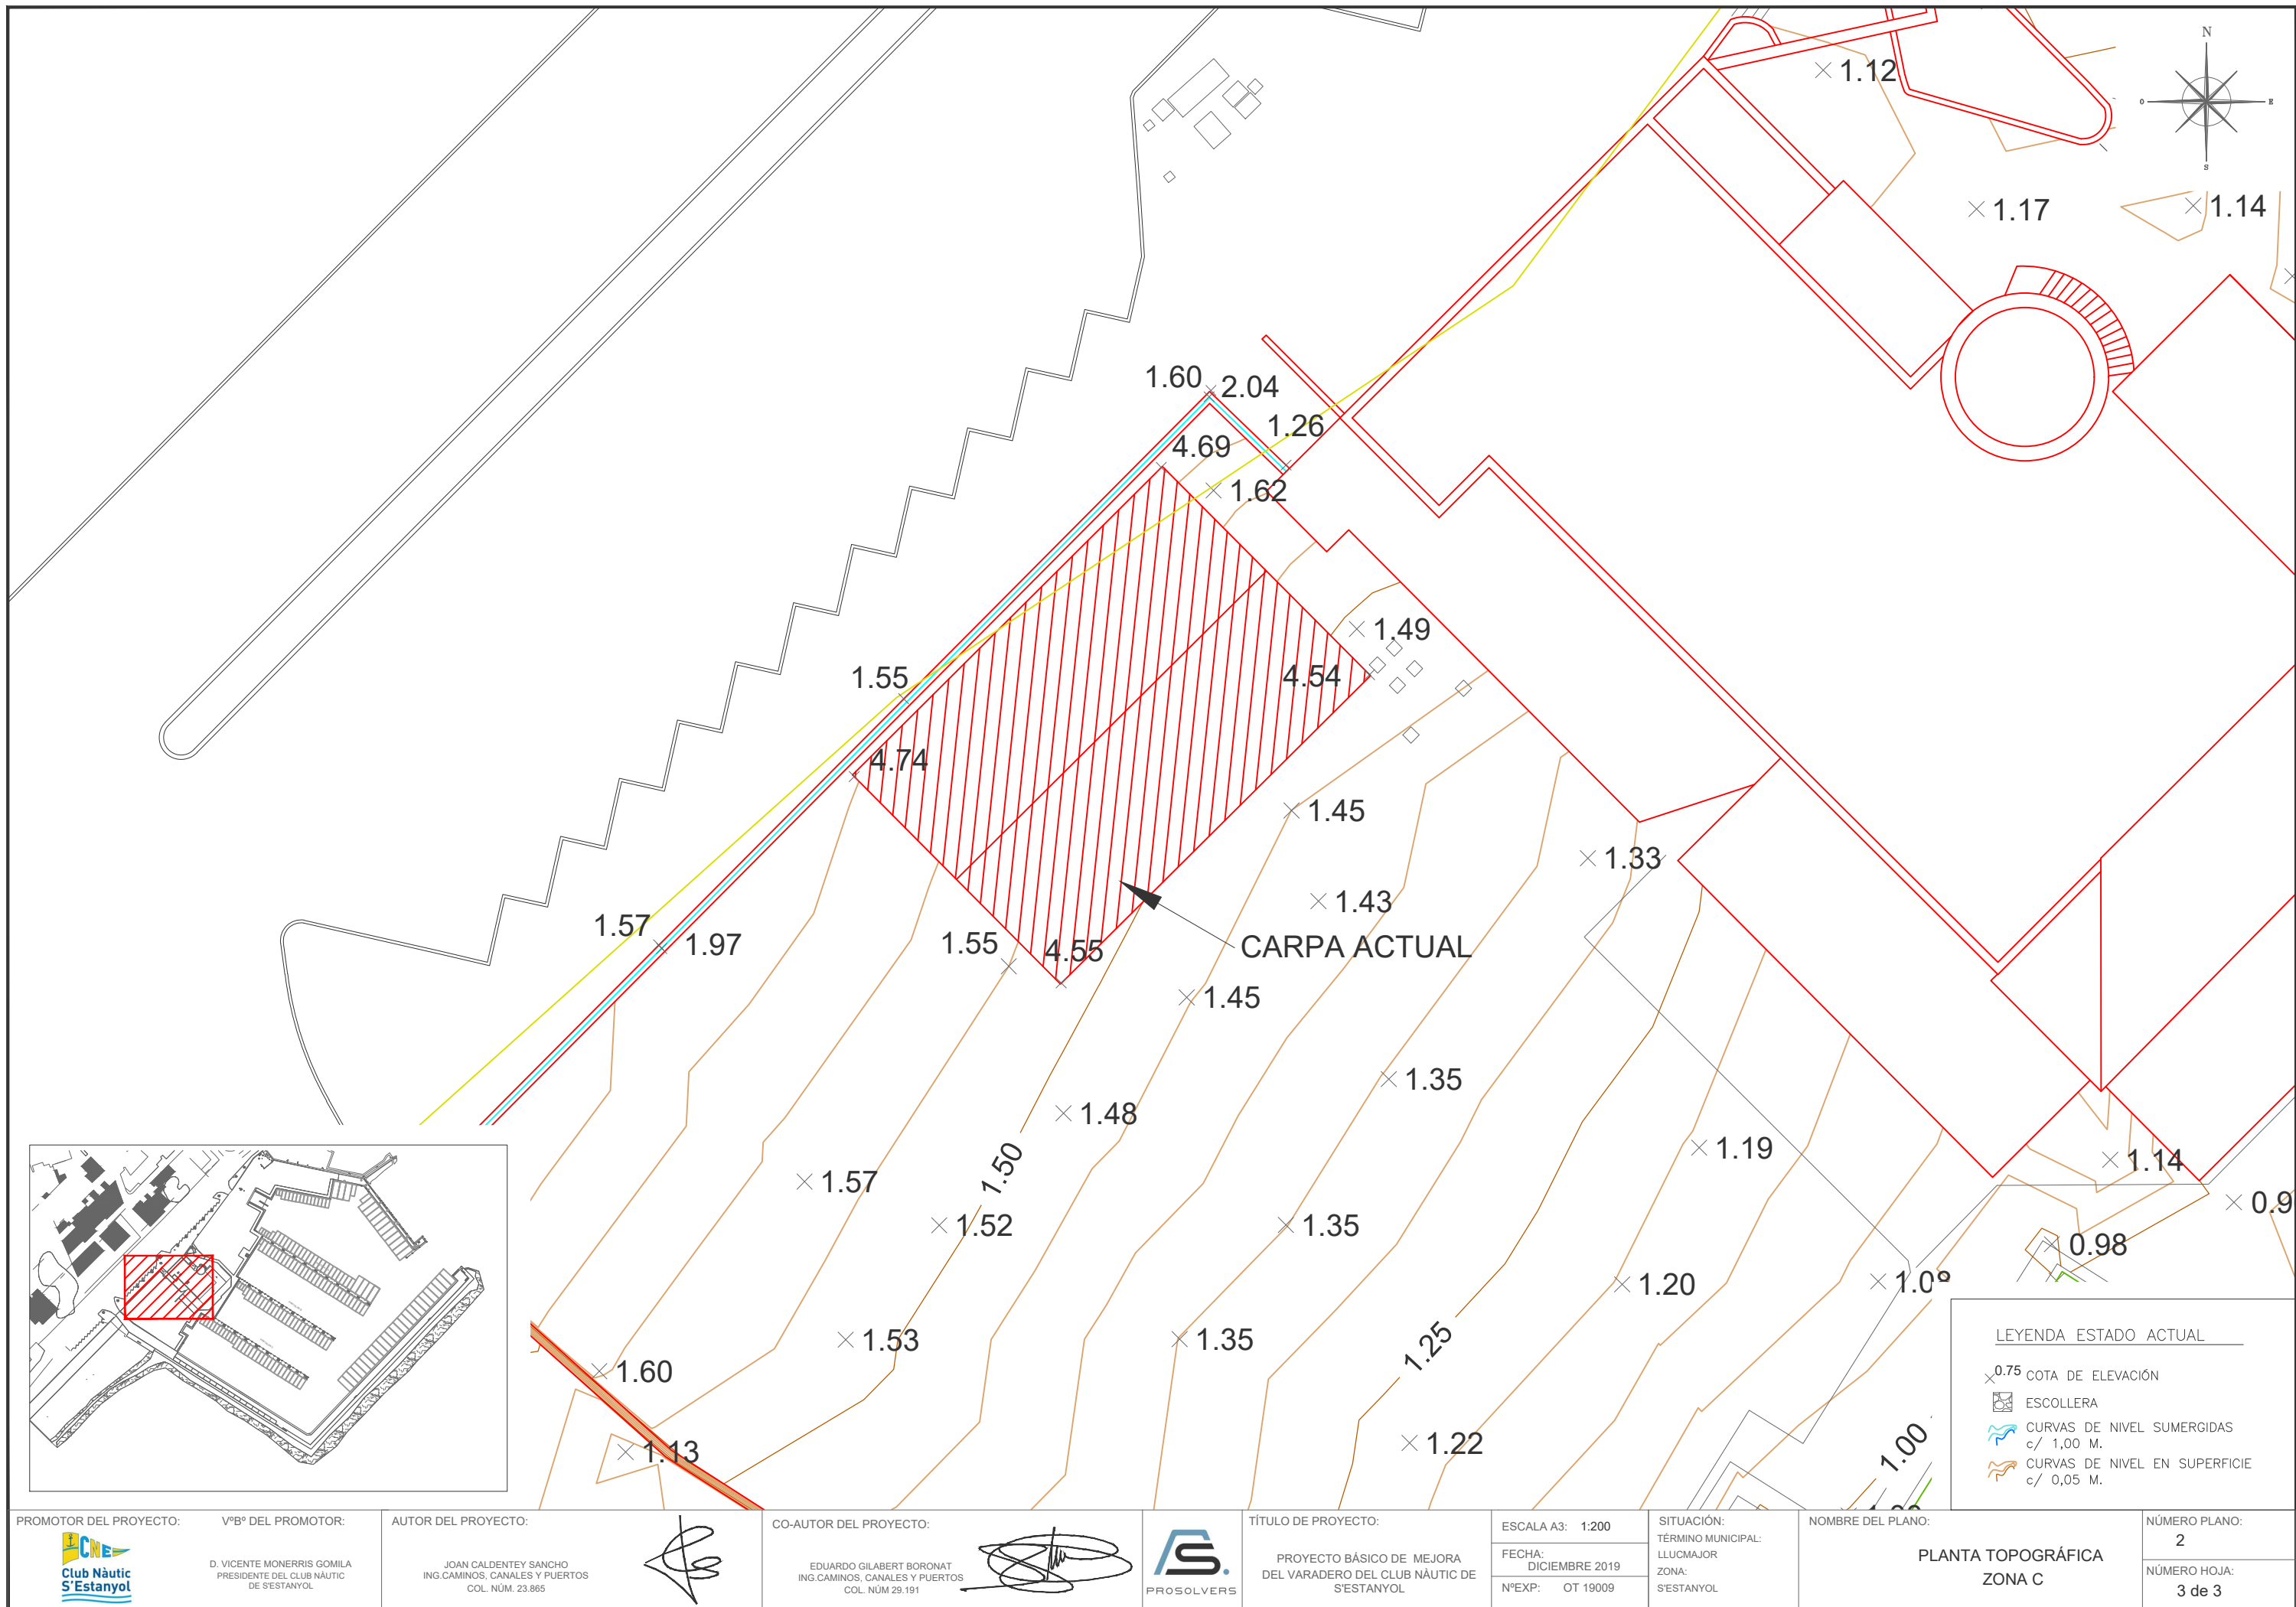 N
O
E
S
1.12
1.17
1.14
1.60
2.04
1.26
4.69
1.62
1.49
4.54
1.55
4.74
1.45
1.33
1.43
1.57
1.97
1.55
4.55
CARPA ACTUAL
1.45
1.35
1.48
1.50
1.19
1.14
1.57
0.9
1.52
1.35
0.98
1.20
1.53
1.35
1.25
1.60
1.13
1.22
1.00
LEYENDA ESTADO ACTUAL
0.75 COTA DE ELEVACIÓN
ESCOLLERA
CURVAS DE NIVEL SUMERGIDAS
c/ 1,00 M.
CURVAS DE NIVEL EN SUPERFICIE
c/ 0,05 M.
PROMOTOR DEL PROYECTO:
CNE
Club Nàutic
S'Estanyol
VºBº DEL PROMOTOR:
D. VICENTE MONERRIS GOMILA
PRESIDENTE DEL CLUB NÀUTIC
DE S'ESTANYOL
AUTOR DEL PROYECTO:
JOAN CALDENTEY SANCHO
ING.CAMINOS, CANALES Y PUERTOS
COL. NÚM. 23.865
CO-AUTOR DEL PROYECTO:
EDUARDO GILABERT BORONAT
ING.CAMINOS, CANALES Y PUERTOS
COL. NÚM 29.191
PROSOLVERS
TÍTULO DE PROYECTO:
PROYECTO BÁSICO DE MEJORA
DEL VARADERO DEL CLUB NÀUTIC DE
S'ESTANYOL
ESCALA A3: 1:200
FECHA:
DICIEMBRE 2019
NºEXP: OT 19009
SITUACIÓN:
TÉRMINO MUNICIPAL:
LLUCMAJOR
ZONA:
S'ESTANYOL
NOMBRE DEL PLANO:
PLANTA TOPOGRÁFICA
ZONA C
NÚMERO PLANO:
2
NÚMERO HOJA:
3 de 3